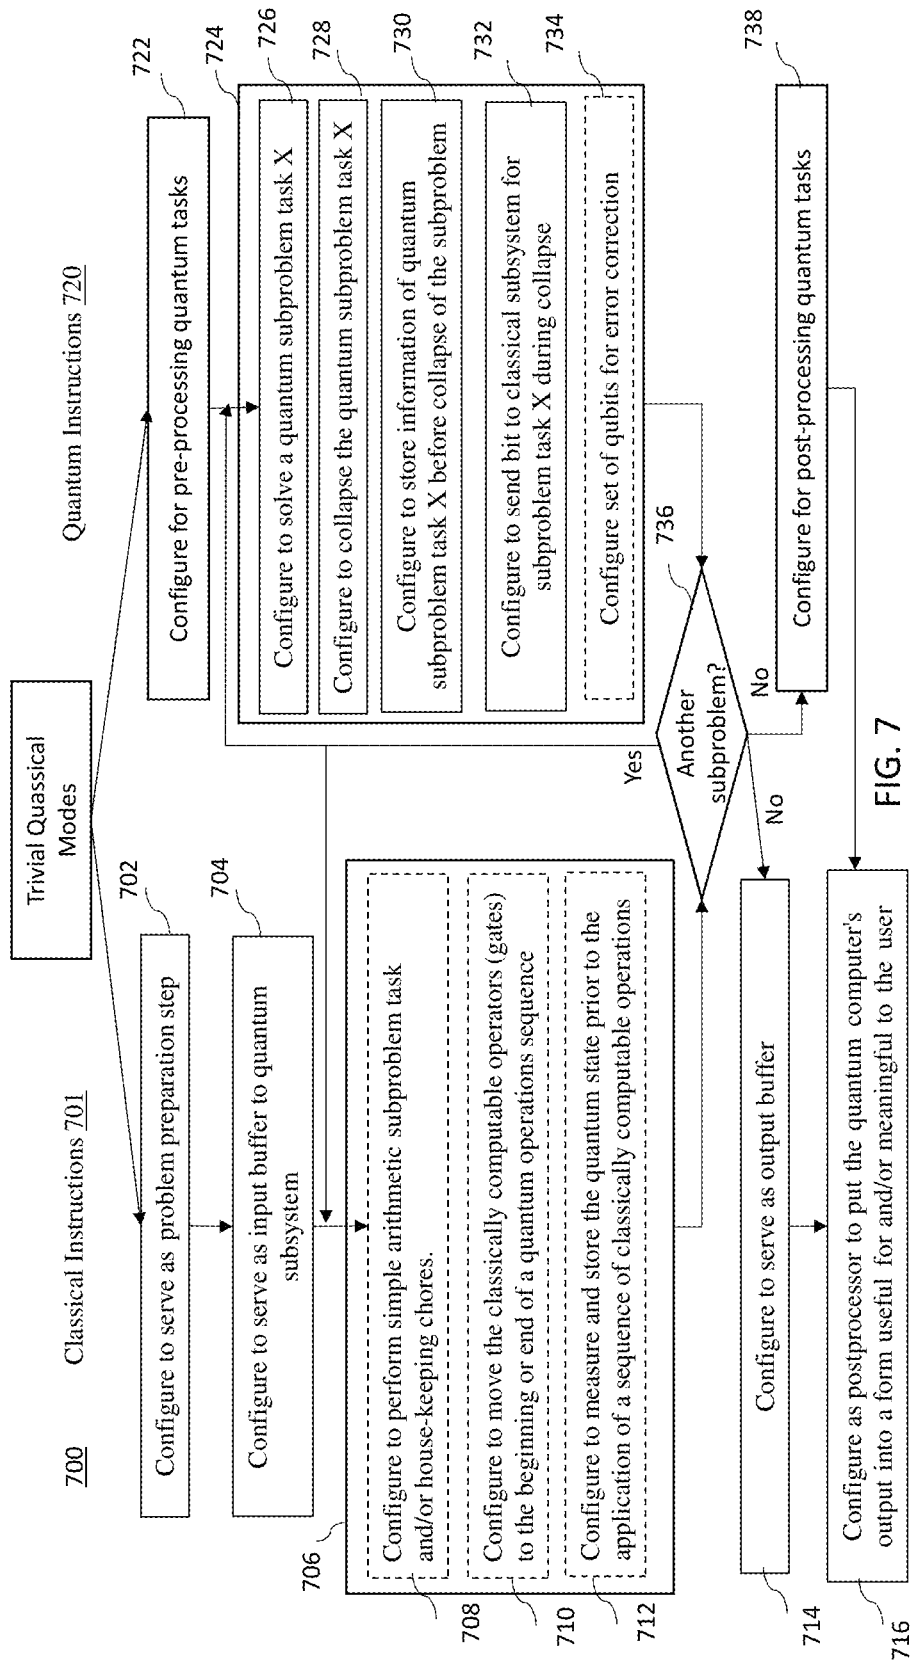 Trivial Quassical
Modes
700
Classical Instructions 701
Quantum Instructions 720
Configure to serve as problem preparation step
702
Configure to serve as input buffer to quantum
subsystem
704
706
Configure to perform simple arithmetic subproblem task
and/or house-keeping chores.
708
Configure to move the classically computable operators (gates)
to the beginning or end of a quantum operations sequence
710
Configure to measure and store the quantum state prior to the
application of a sequence of classically computable operations
712
Configure for pre-processing quantum tasks
722
724
Configure to solve a quantum subproblem task X
726
Configure to collapse the quantum subproblem task X
728
Configure to store information of quantum
subproblem task X before collapse of the subproblem
730
Configure to send bit to classical subsystem for
subproblem task X during collapse
732
Configure set of qubits for error correction
734
Yes
Another
subproblem?
736
No
No
Configure to serve as output buffer
714
Configure for post-processing quantum tasks
738
Configure as postprocessor to put the quantum computer's
output into a form useful for and/or meaningful to the user
716
FIG. 7